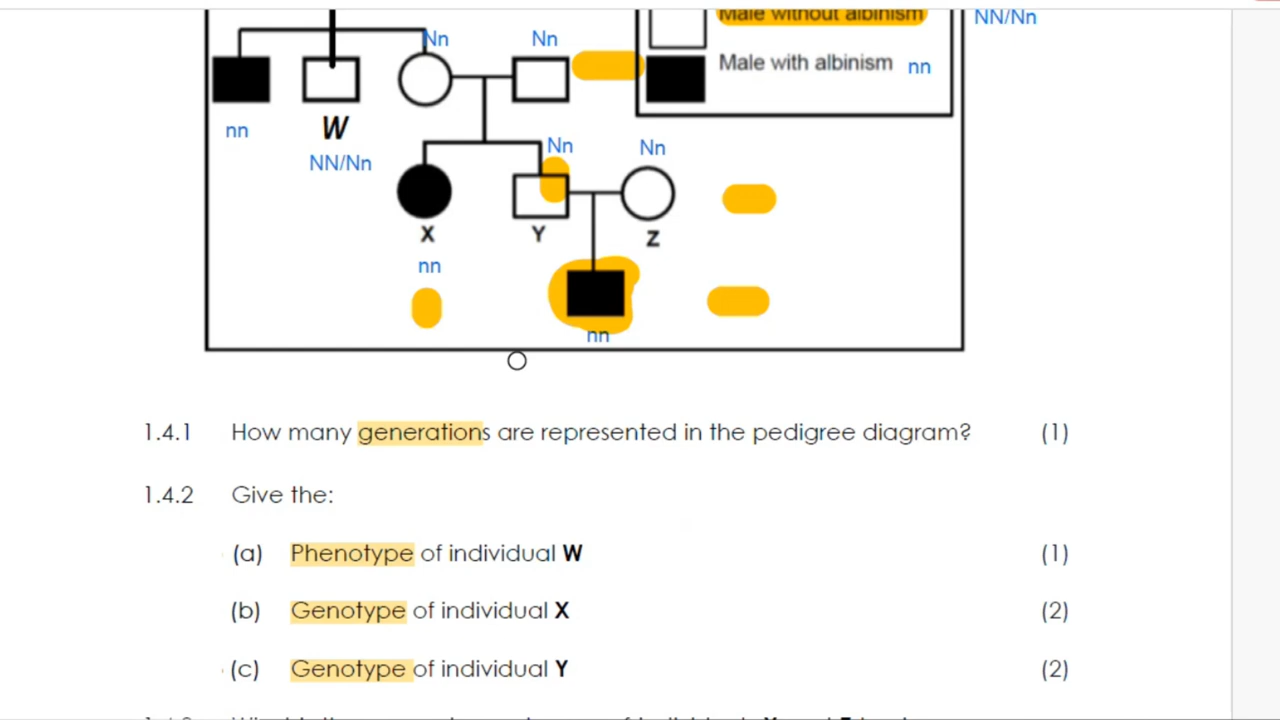 Male without albinism NN/Nn
Nn Nn
Male with albinism nn
nn W
NN/Nn
Nn Nn
X Y Z
nn
nn
1.4.1 How many generations are represented in the pedigree diagram? (1)
1.4.2 Give the:
(a) Phenotype of individual W (1)
(b) Genotype of individual X (2)
(c) Genotype of individual Y (2)